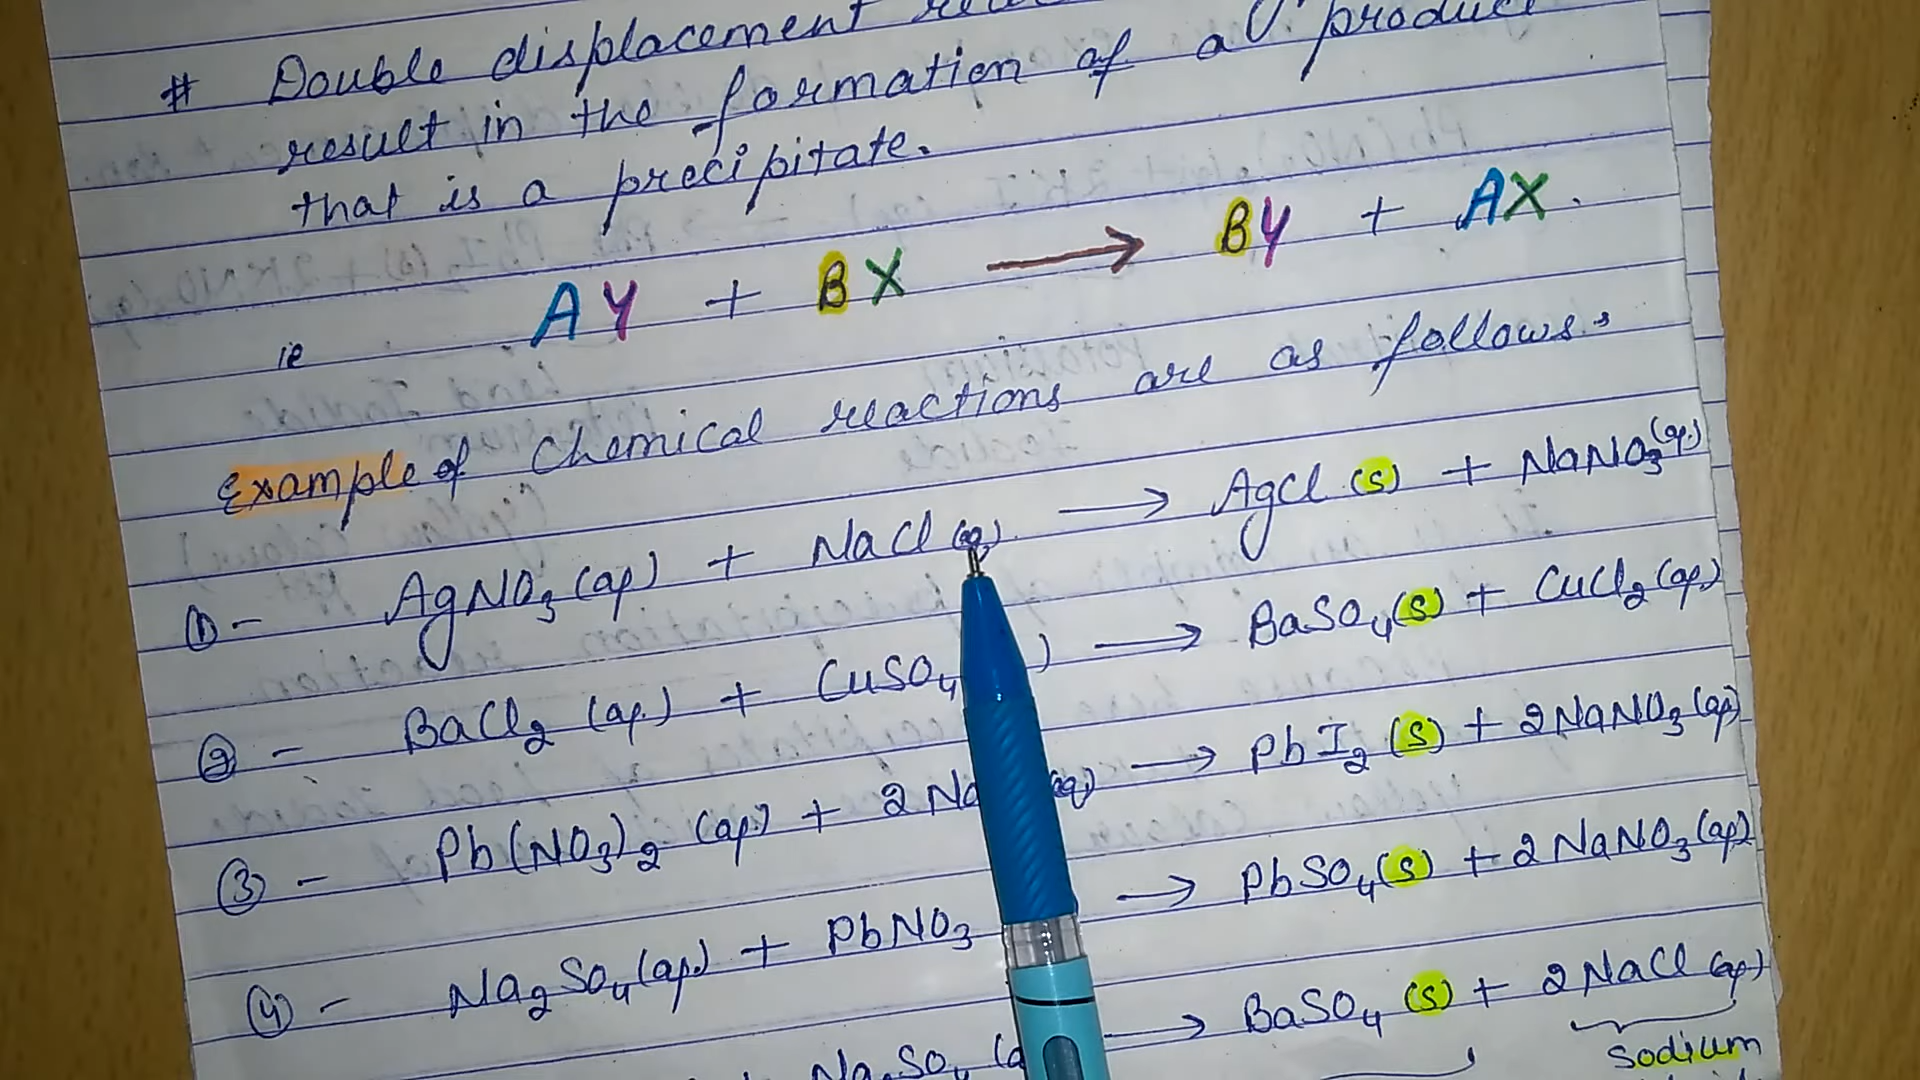 # Double displacement
result in the formation of a product
that is a precipitate.
ie AY + BX → BY + AX.
Example of Chemical reactions are as follows.
① - AgNO3 (aq) + NaCl (aq) → AgCl (s) + NaNO3 (aq)
② - BaCl2 (aq) + CuSO4 ) → BaSO4 (s) + CuCl2 (aq)
③ - Pb(NO3)2 (aq) + 2 Na (aq) → PbI2 (s) + 2NaNO3 (aq)
④ - Na2SO4 (aq) + PbNO3 → PbSO4 (s) + 2 NaNO3 (aq)
Na2SO4 → BaSO4 (s) + 2 NaCl (aq)
Sodium